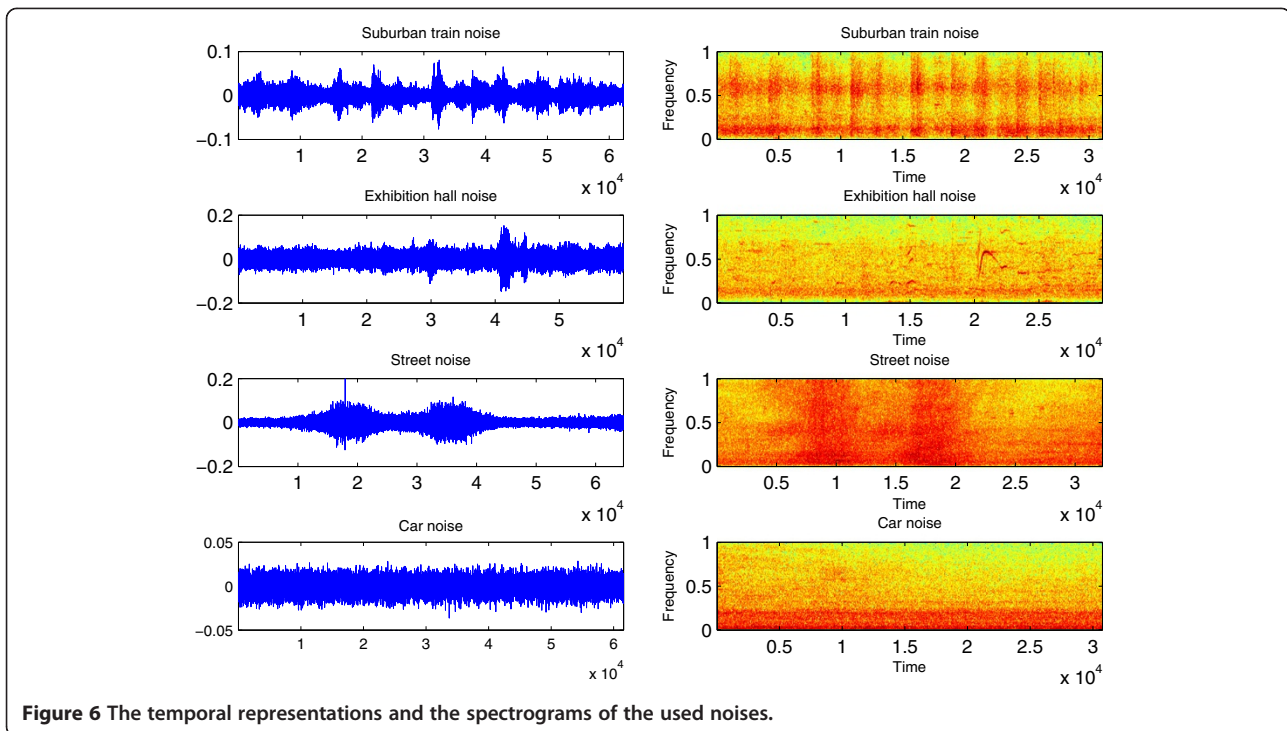 Suburban train noise
0.1
0
−0.1
1 2 3 4 5 6
x 10^4
Suburban train noise
Frequency
1
0.5
0
0.5 1 1.5 2 2.5 3
Time
x 10^4
Exhibition hall noise
0.2
0
−0.2
1 2 3 4 5
x 10^4
Exhibition hall noise
Frequency
1
0.5
0
0.5 1 1.5 2 2.5
Time
x 10^4
Street noise
0.2
0
−0.2
1 2 3 4 5 6
x 10^4
Street noise
Frequency
1
0.5
0
0.5 1 1.5 2 2.5 3
Time
x 10^4
Car noise
0.05
0
−0.05
1 2 3 4 5 6
x 10^4
Car noise
Frequency
1
0.5
0
0.5 1 1.5 2 2.5 3
Time
x 10^4
Figure 6 The temporal representations and the spectrograms of the used noises.